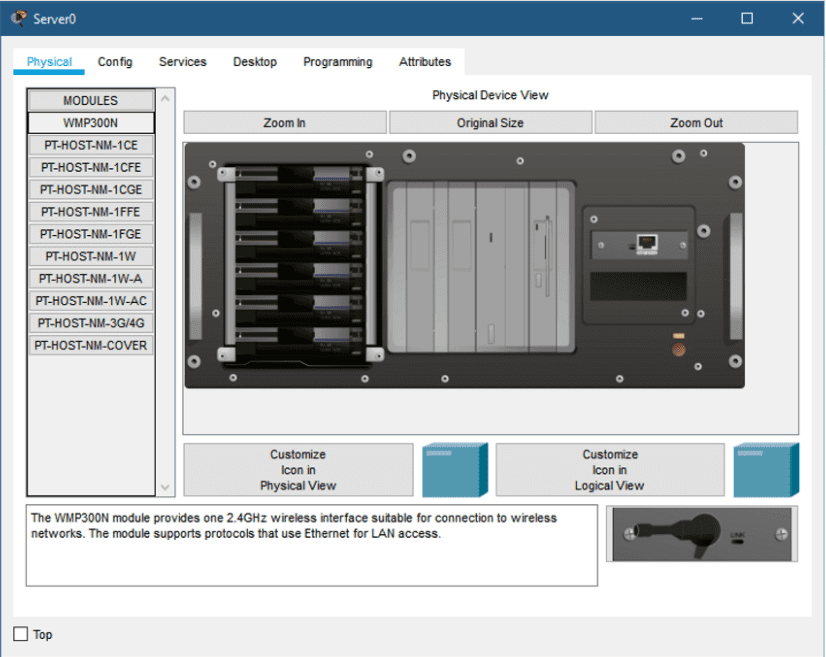 Server0
Physical Config Services Desktop Programming Attributes
MODULES
WMP300N
PT-HOST-NM-1CE
PT-HOST-NM-1CFE
PT-HOST-NM-1CGE
PT-HOST-NM-1FFE
PT-HOST-NM-1FGE
PT-HOST-NM-1W
PT-HOST-NM-1W-A
PT-HOST-NM-1W-AC
PT-HOST-NM-3G/4G
PT-HOST-NM-COVER
Physical Device View
Zoom In Original Size Zoom Out
Customize
Icon in
Physical View
Customize
Icon in
Logical View
The WMP300N module provides one 2.4GHz wireless interface suitable for connection to wireless
networks. The module supports protocols that use Ethernet for LAN access.
LINK
Top